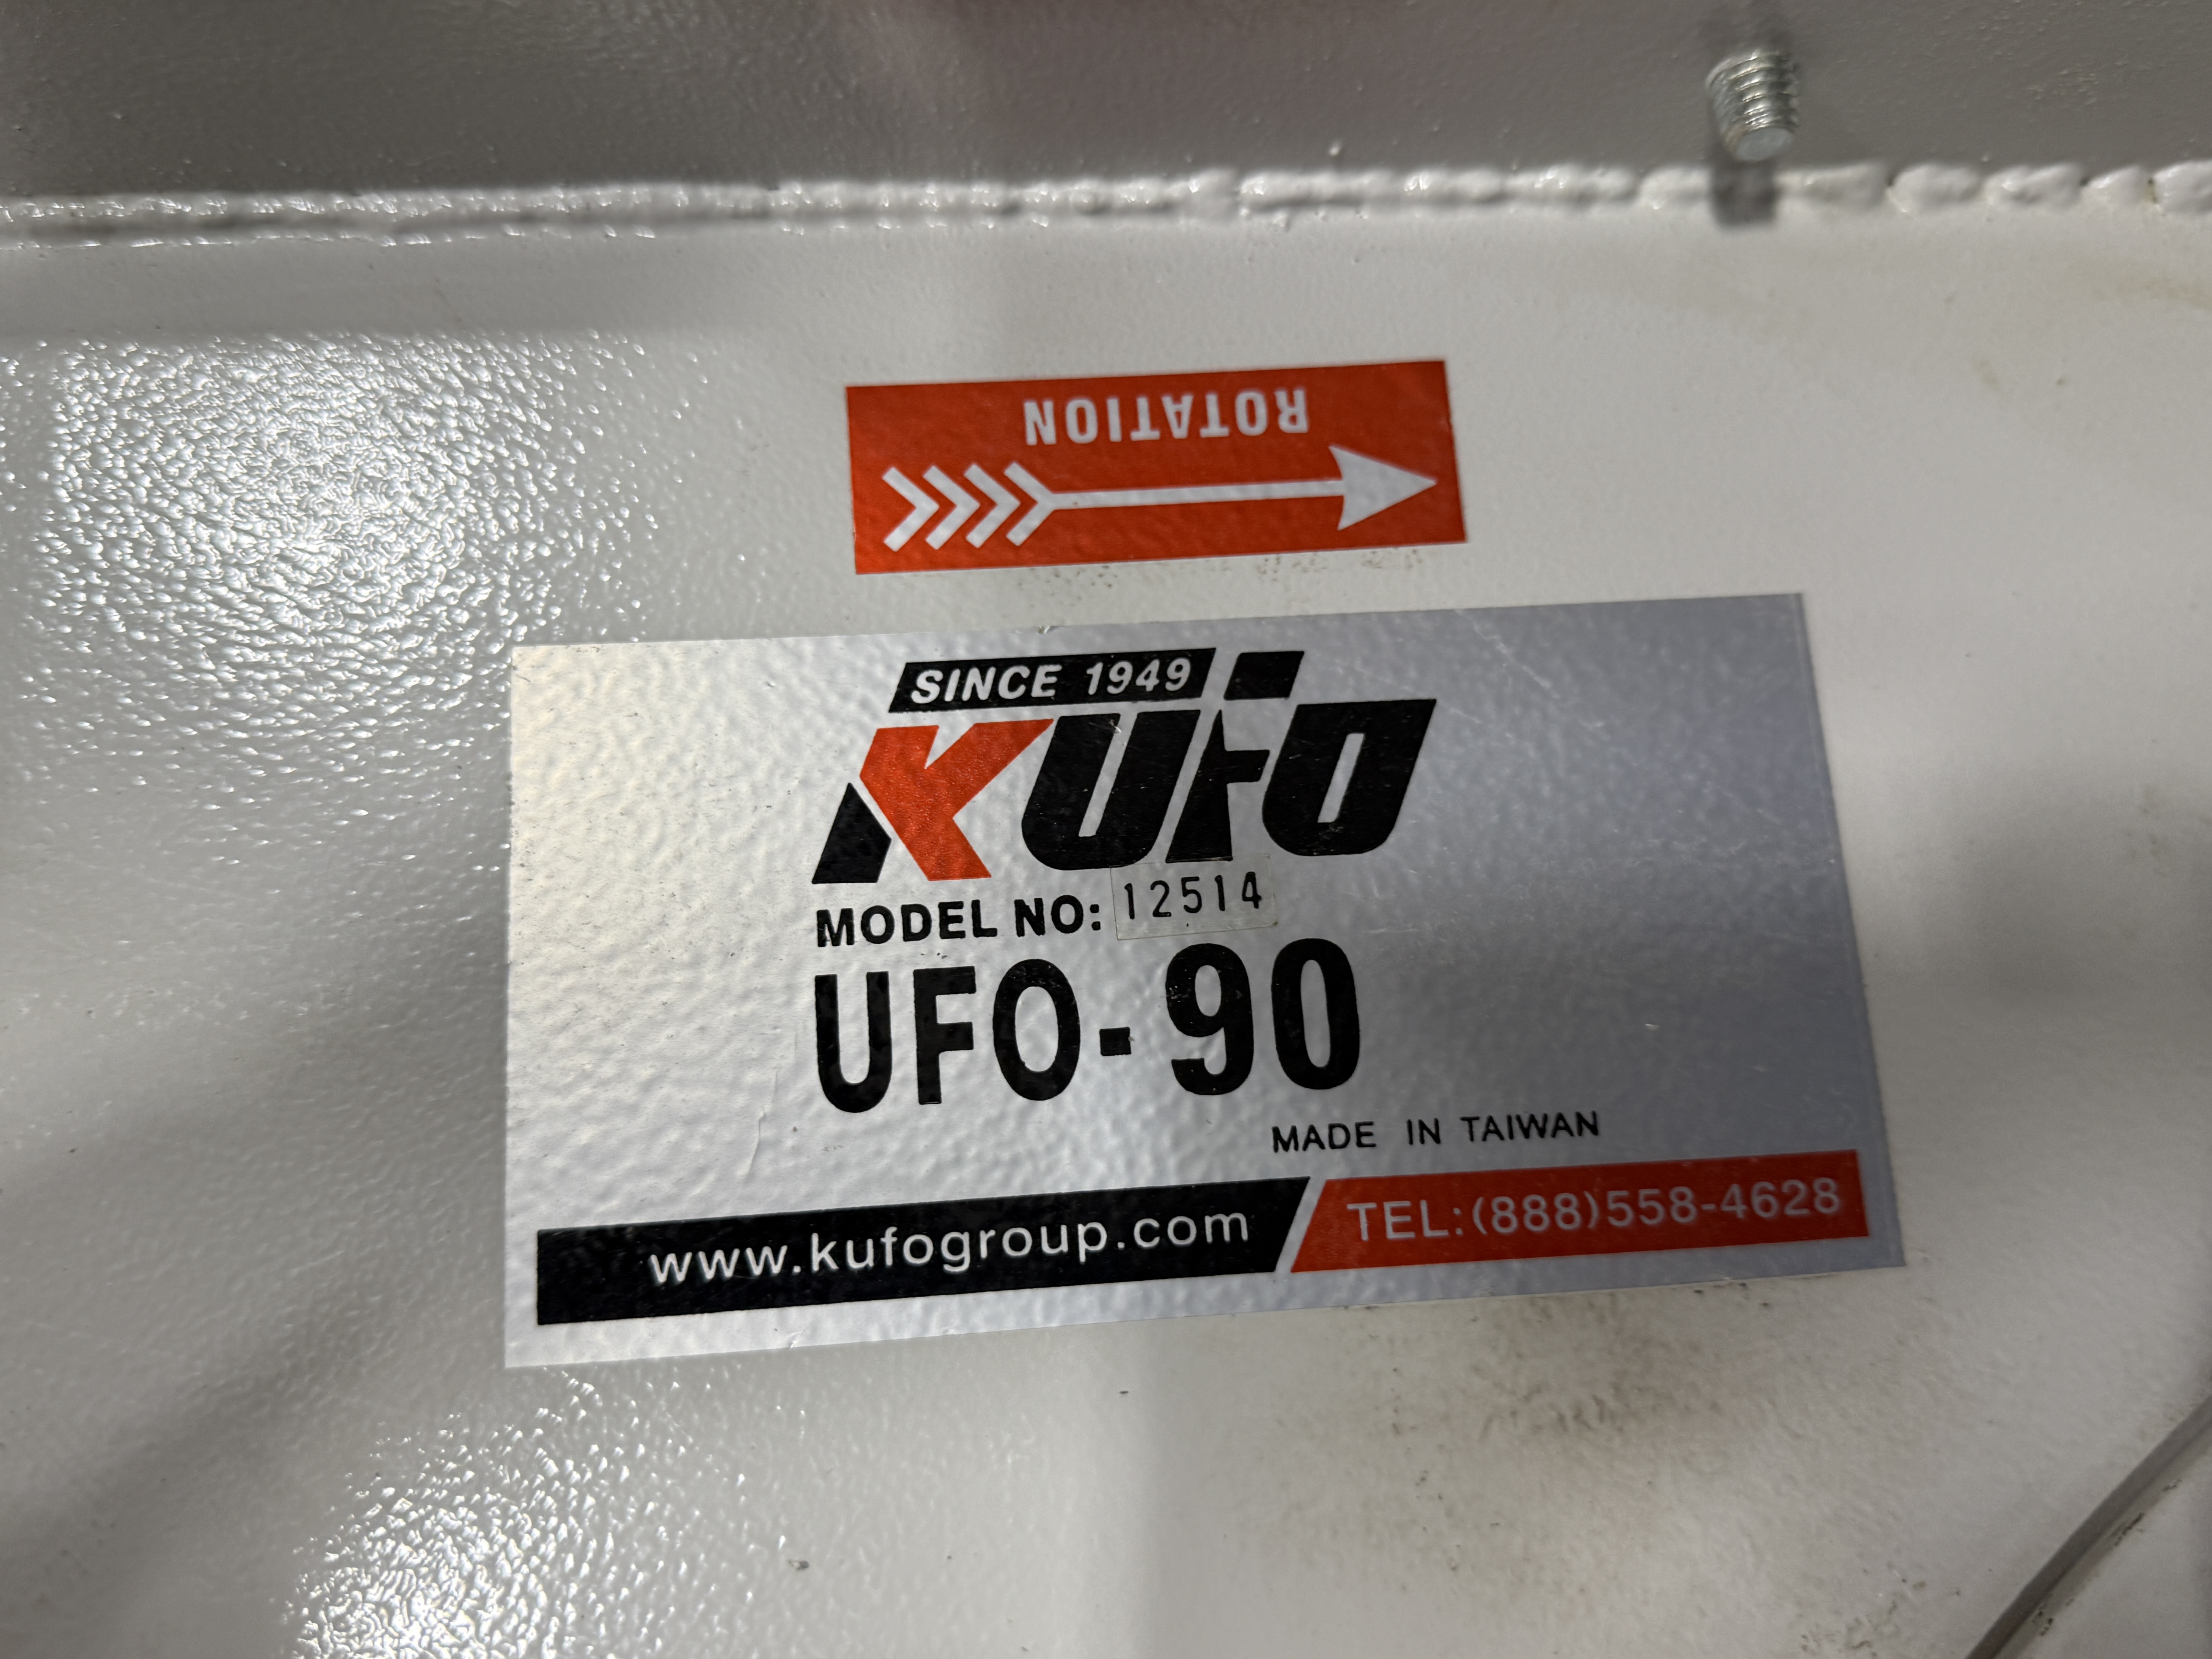 ROTATION
SINCE 1949
KUFO
MODEL NO: 12514
UFO-90
MADE IN TAIWAN
www.kufogroup.com TEL:(888)558-4628